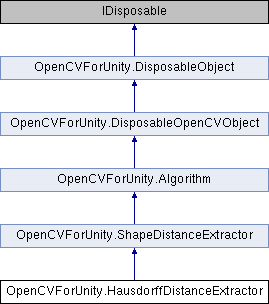 IDisposable
OpenCVForUnity.DisposableObject
OpenCVForUnity.DisposableOpenCVObject
OpenCVForUnity.Algorithm
OpenCVForUnity.ShapeDistanceExtractor
OpenCVForUnity.HausdorffDistanceExtractor